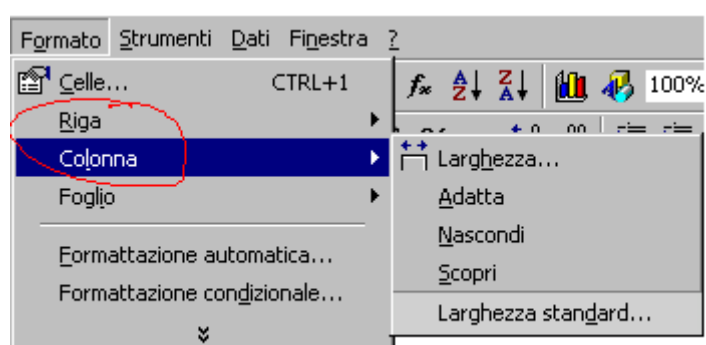 Formato Strumenti Dati Finestra ?
Celle... CTRL+1
100%
Riga
Colonna
Larghezza...
Foglio
Adatta
Nascondi
Formattazione automatica...
Scopri
Formattazione condizionale...
Larghezza standard...